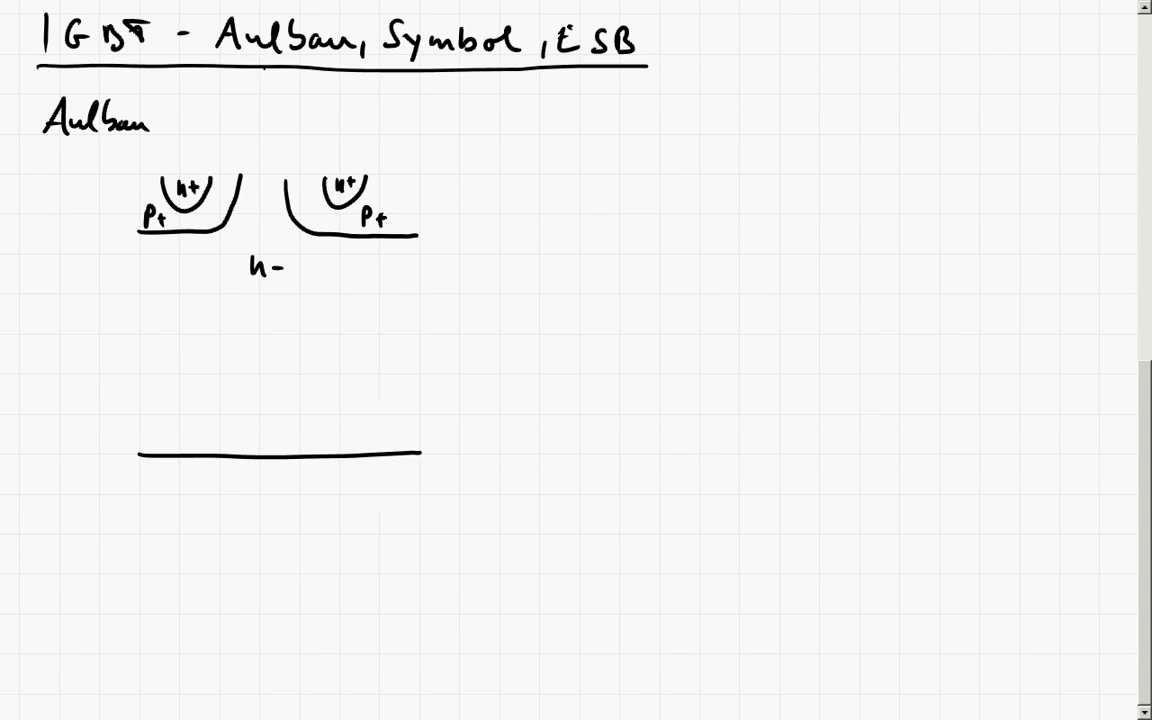 IGBT - Aufbau, Symbol, ESB
Aufbau
n+ n+
p+ p+
n-